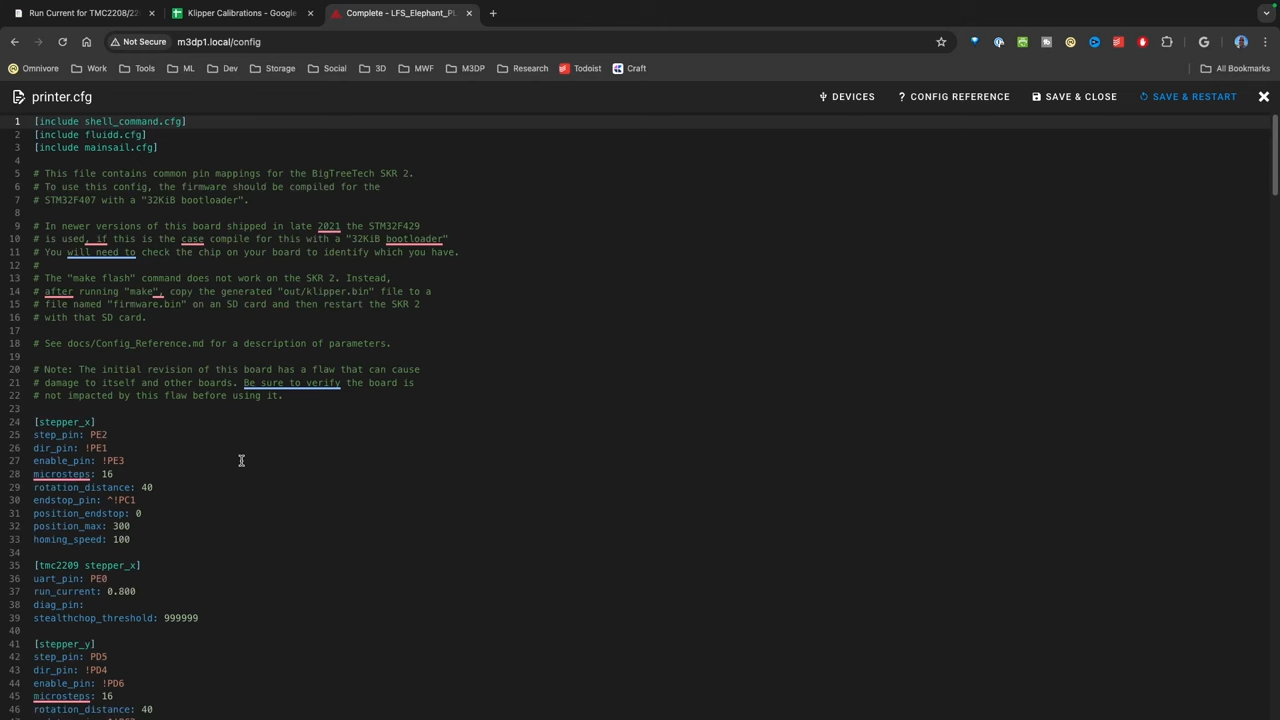 Run Current for TMC2208/22
Klipper Calibrations - Google
Complete - LFS_Elephant_PL
Not Secure
m3dp1.local/config
Omnivore
Work
Tools
ML
Dev
Storage
Social
3D
MWF
M3DP
Research
Todoist
Craft
All Bookmarks
printer.cfg
DEVICES
CONFIG REFERENCE
SAVE & CLOSE
SAVE & RESTART
1 [include shell_command.cfg]
2 [include fluidd.cfg]
3 [include mainsail.cfg]
4
5 # This file contains common pin mappings for the BigTreeTech SKR 2.
6 # To use this config, the firmware should be compiled for the
7 # STM32F407 with a "32KiB bootloader".
8
9 # In newer versions of this board shipped in late 2021 the STM32F429
10 # is used, if this is the case compile for this with a "32KiB bootloader"
11 # You will need to check the chip on your board to identify which you have.
12 #
13 # The "make flash" command does not work on the SKR 2. Instead,
14 # after running "make", copy the generated "out/klipper.bin" file to a
15 # file named "firmware.bin" on an SD card and then restart the SKR 2
16 # with that SD card.
17
18 # See docs/Config_Reference.md for a description of parameters.
19
20 # Note: The initial revision of this board has a flaw that can cause
21 # damage to itself and other boards. Be sure to verify the board is
22 # not impacted by this flaw before using it.
23
24 [stepper_x]
25 step_pin: PE2
26 dir_pin: !PE1
27 enable_pin: !PE3
28 microsteps: 16
29 rotation_distance: 40
30 endstop_pin: ^!PC1
31 position_endstop: 0
32 position_max: 300
33 homing_speed: 100
34
35 [tmc2209 stepper_x]
36 uart_pin: PE0
37 run_current: 0.800
38 diag_pin:
39 stealthchop_threshold: 999999
40
41 [stepper_y]
42 step_pin: PD5
43 dir_pin: !PD4
44 enable_pin: !PD6
45 microsteps: 16
46 rotation_distance: 40